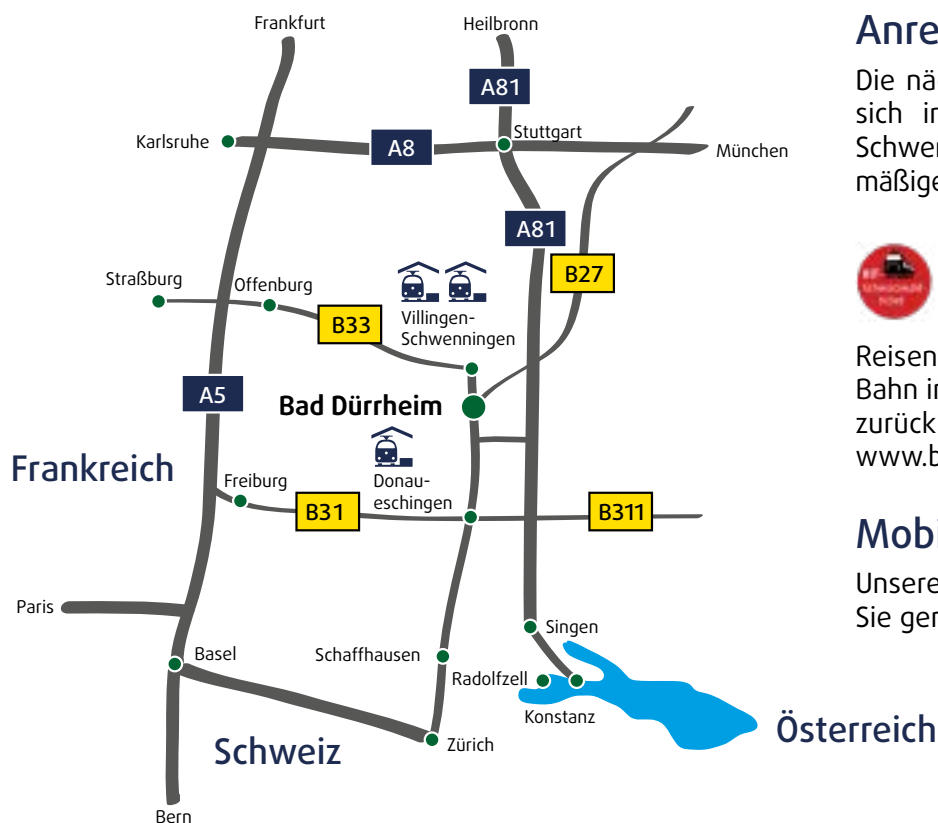 Frankfurt
Heilbronn
A81
Karlsruhe
A8
Stuttgart
München
A81
Straßburg
Offenburg
B33
Villingen-
Schwenningen
B27
A5
Bad Dürrheim
Frankreich
Freiburg
B31
Donau-
eschingen
B311
Paris
Basel
Schaffhausen
Singen
Radolfzell
Konstanz
Österreich
Schweiz
Zürich
Bern
Anre
Die nä
sich in
Schwer
mäßige
Reisen
Bahn in
zurück
www.b
Mobi
Unsere
Sie ger